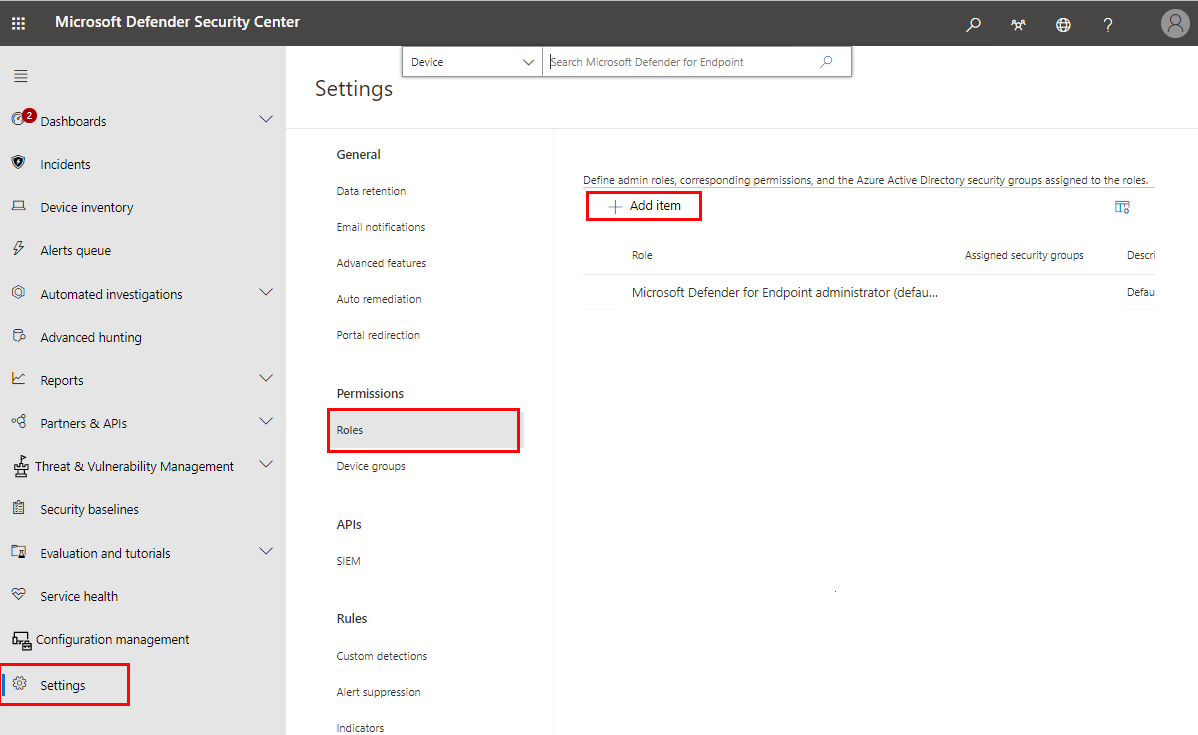 Microsoft Defender Security Center
Device
Search Microsoft Defender for Endpoint
2
Dashboards
Incidents
Device inventory
Alerts queue
Automated investigations
Advanced hunting
Reports
Partners & APIs
Threat & Vulnerability Management
Security baselines
Evaluation and tutorials
Service health
Configuration management
Settings
Settings
General
Data retention
Email notifications
Advanced features
Auto remediation
Portal redirection
Permissions
Roles
Device groups
APIs
SIEM
Rules
Custom detections
Alert suppression
Indicators
Define admin roles, corresponding permissions, and the Azure Active Directory security groups assigned to the roles.
Add item
Role Assigned security groups Descri
Microsoft Defender for Endpoint administrator (defau... Defau